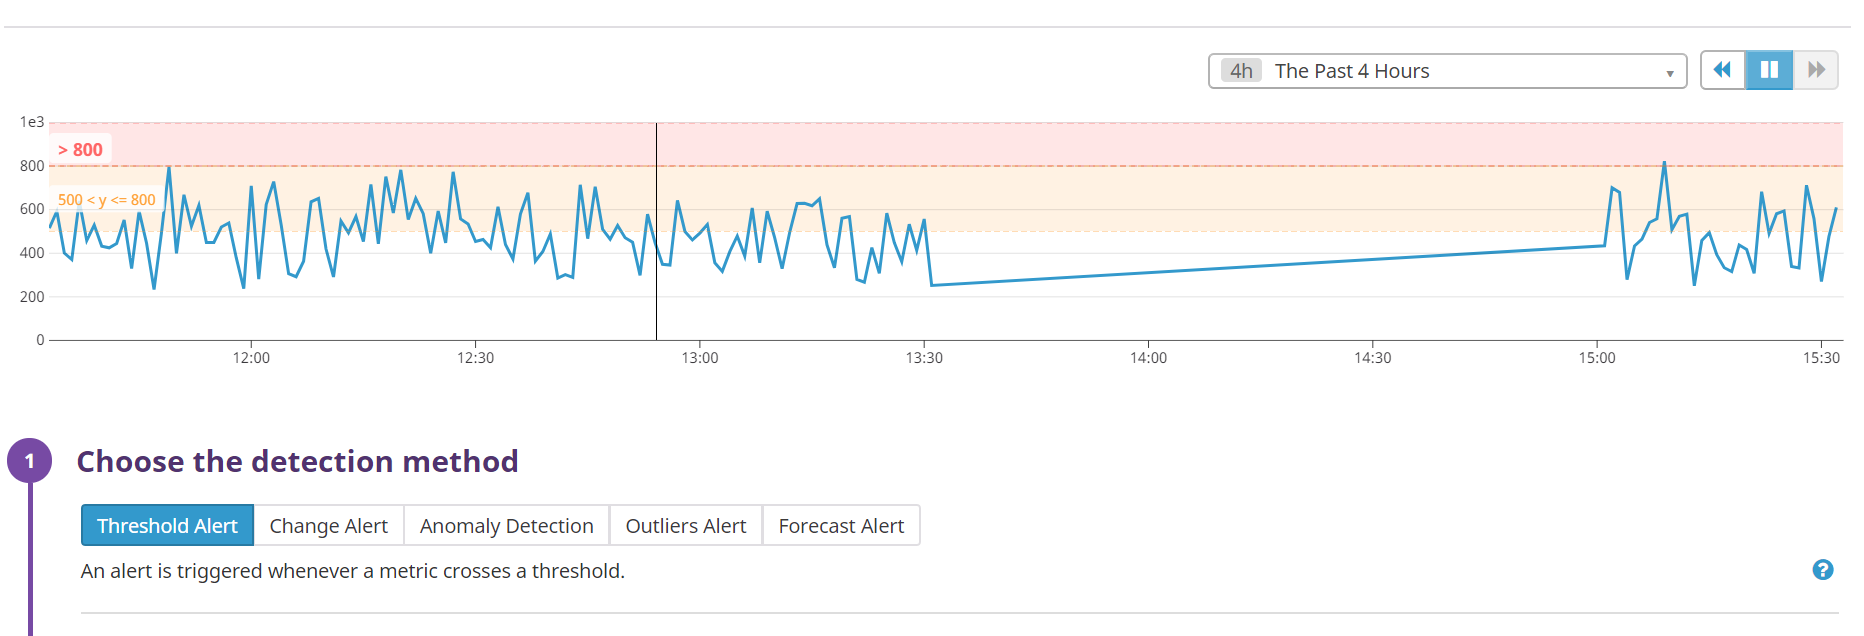 4h The Past 4 Hours
1e3
> 800
800
500 < y <= 800
600
400
200
0
12:00 12:30 13:00 13:30 14:00 14:30 15:00 15:30
1 Choose the detection method
Threshold Alert Change Alert Anomaly Detection Outliers Alert Forecast Alert
An alert is triggered whenever a metric crosses a threshold. ?